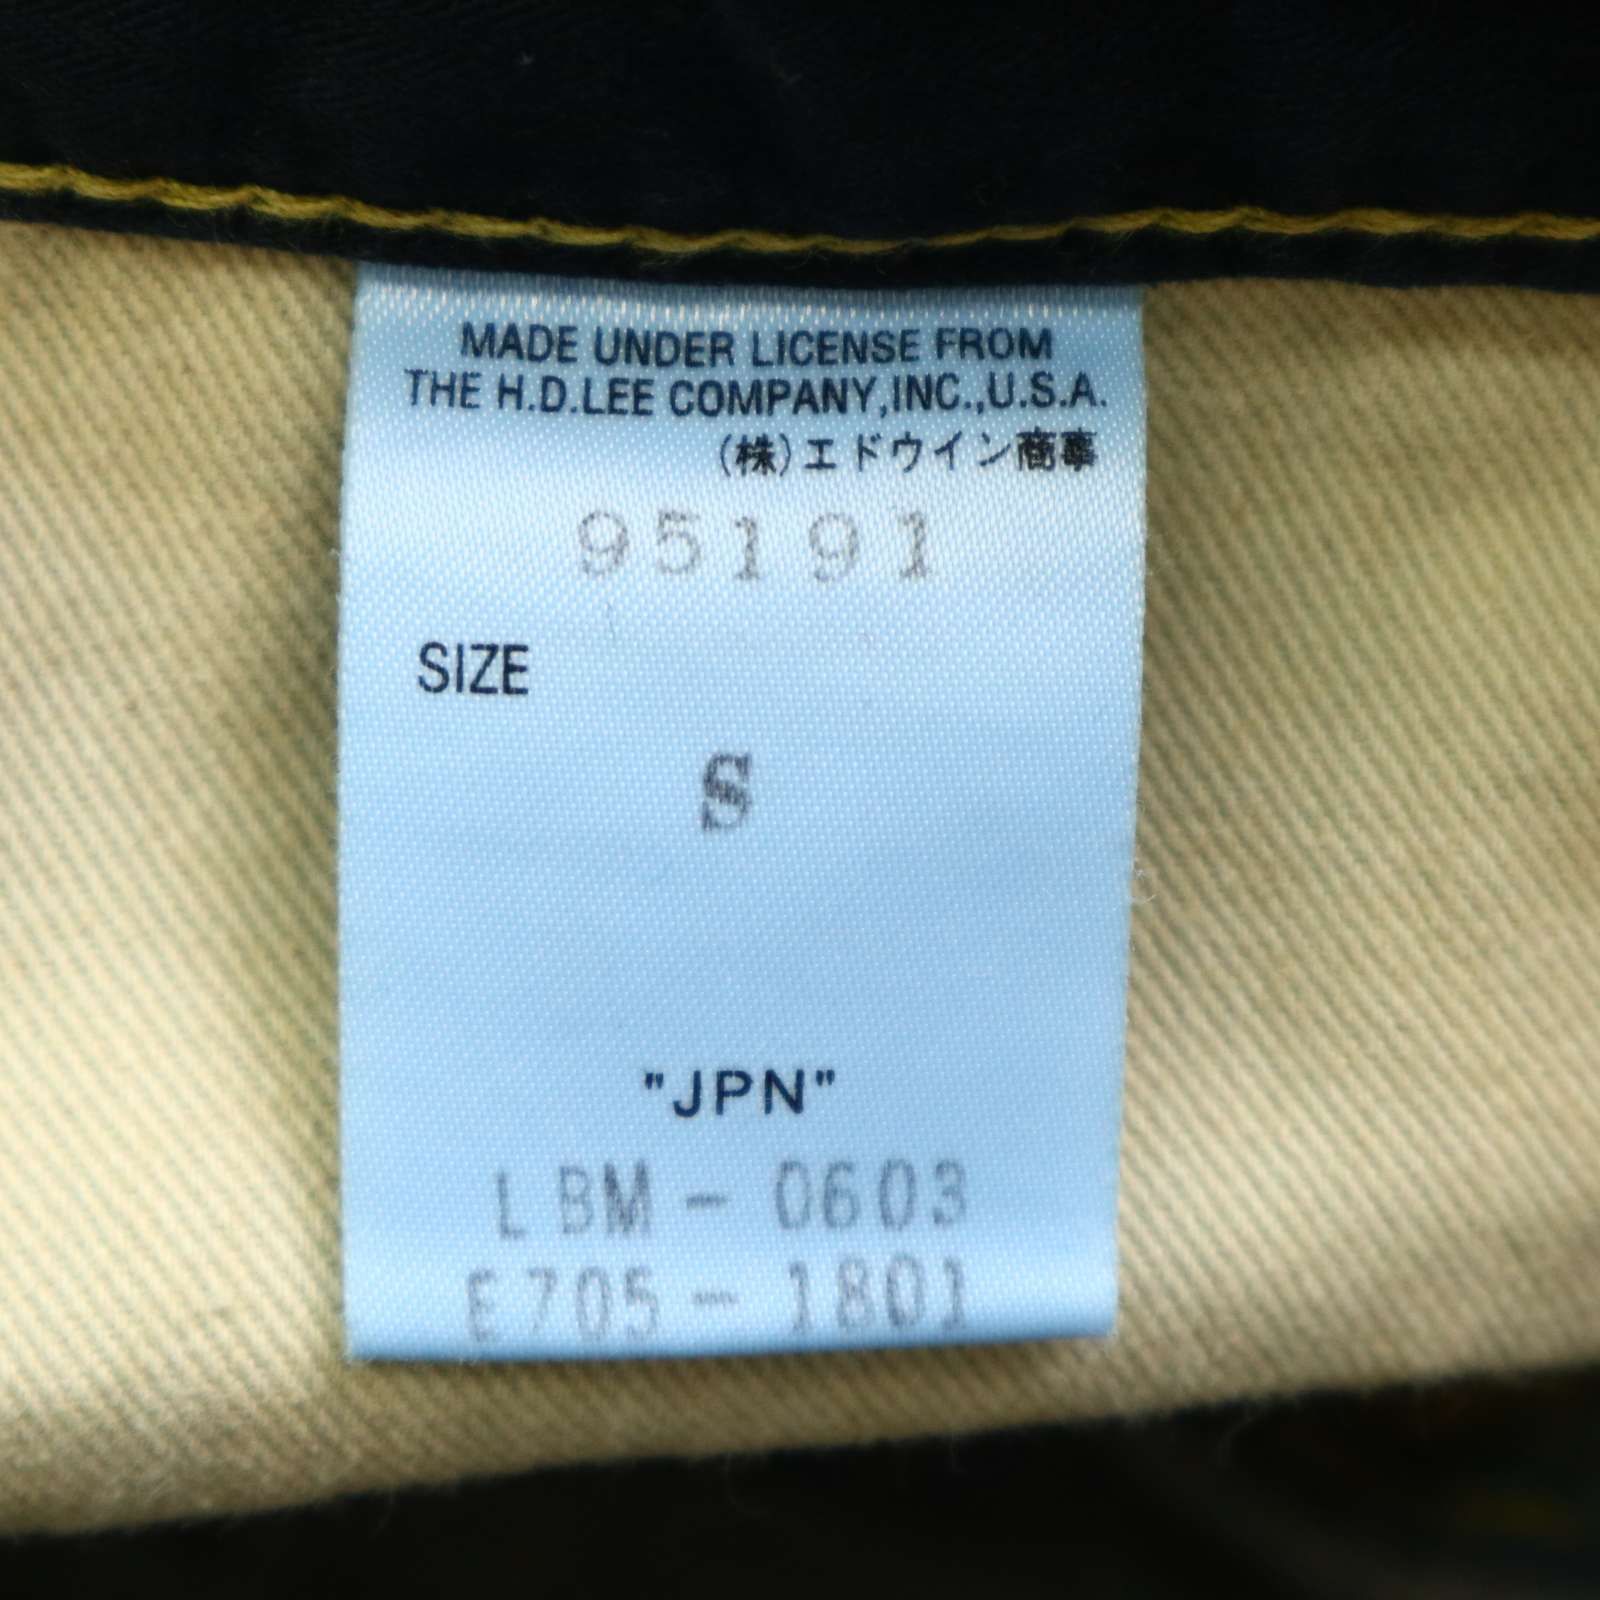 MADE UNDER LICENSE FROM
THE H.D.LEE COMPANY,INC.,U.S.A.
(株)エドウイン商事
95191
SIZE
S
"JPN"
LBM-0603
E705-1801